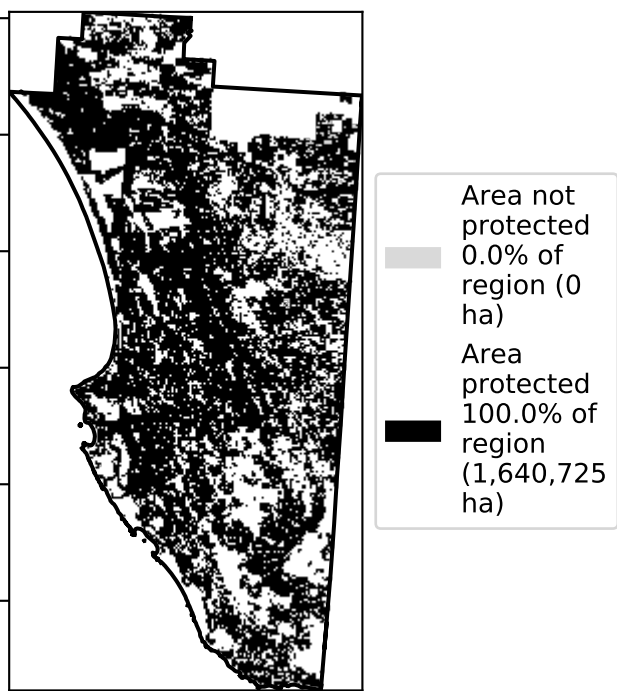 Area not
protected
0.0% of
region (0
ha)
Area
protected
100.0% of
region
(1,640,725
ha)